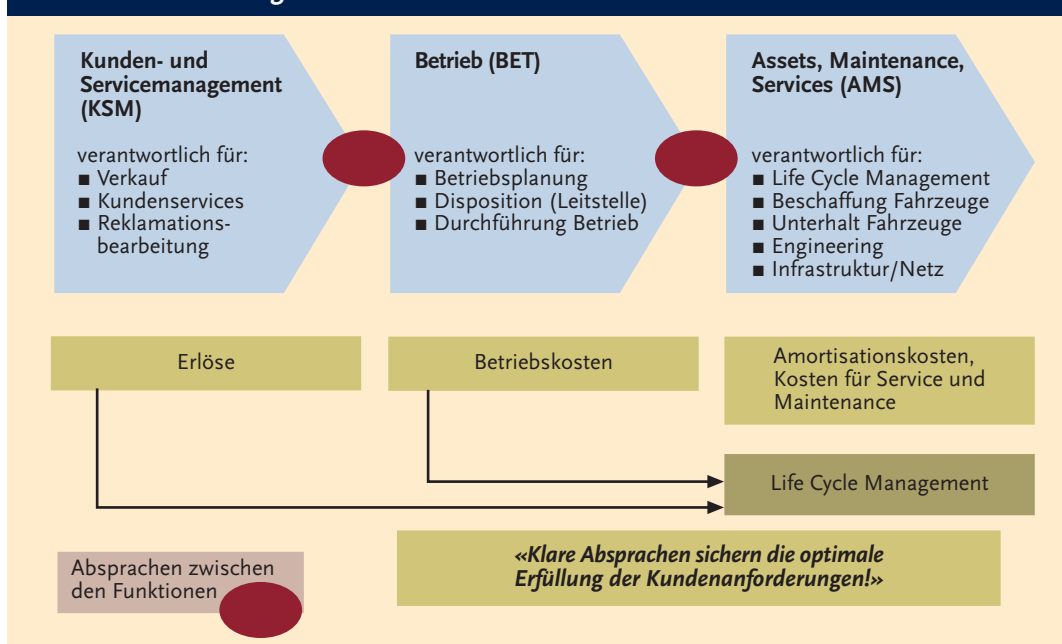 Kunden- und
Servicemanagement
(KSM)
verantwortlich für:
■ Verkauf
■ Kundenservices
■ Reklamations-
bearbeitung
Betrieb (BET)
verantwortlich für:
■ Betriebsplanung
■ Disposition (Leitstelle)
■ Durchführung Betrieb
Assets, Maintenance,
Services (AMS)
verantwortlich für:
■ Life Cycle Management
■ Beschaffung Fahrzeuge
■ Unterhalt Fahrzeuge
■ Engineering
■ Infrastruktur/Netz
Erlöse
Betriebskosten
Amortisationskosten,
Kosten für Service und
Maintenance
Life Cycle Management
Absprachen zwischen
den Funktionen
«Klare Absprachen sichern die optimale
Erfüllung der Kundenanforderungen!»